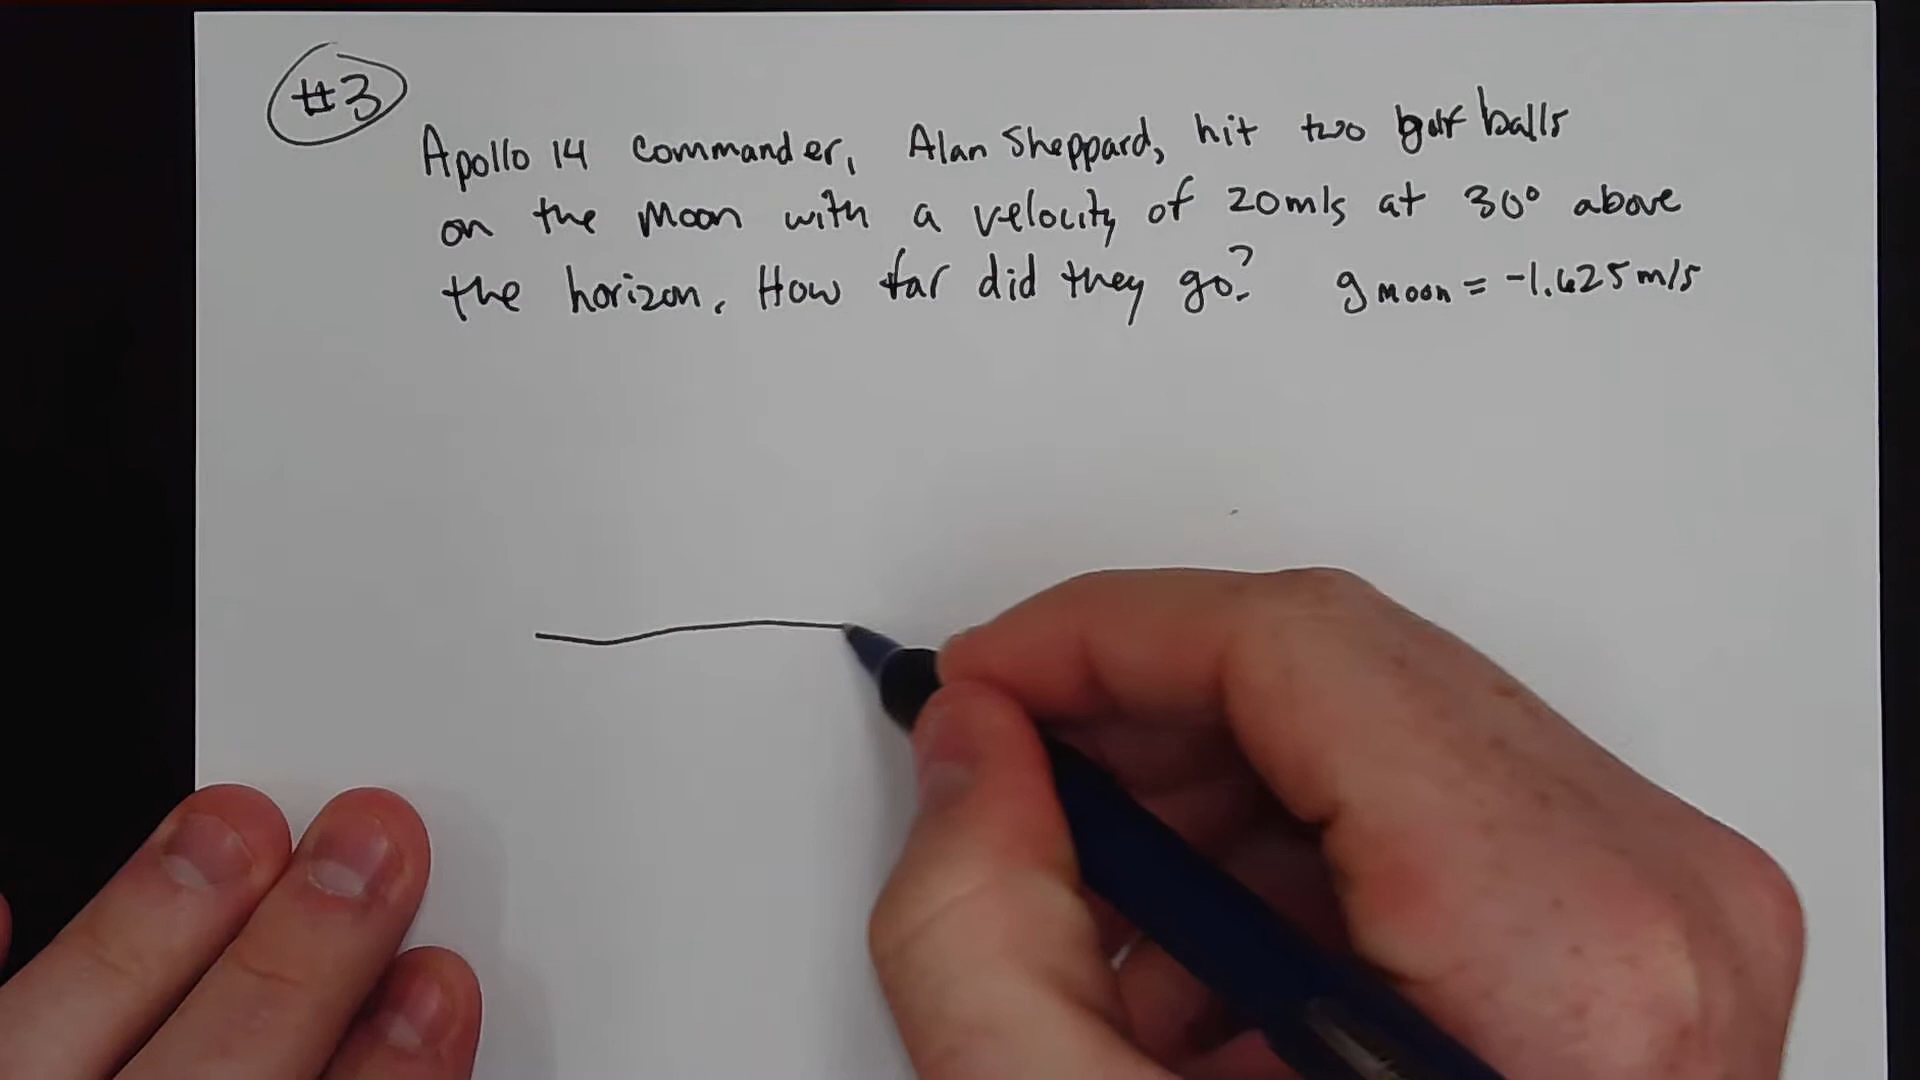 #3
Apollo 14 commander, Alan Sheppard, hit two golf balls
on the Moon with a velocity of 20m/s at 30° above
the horizon. How far did they go? g moon = -1.625 m/s